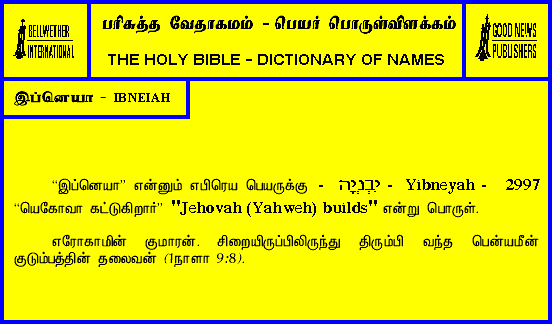 BELLWETHER
INTERNATIONAL
பரிசுத்த வேதாகமம் - பெயர் பொருள்விளக்கம்
THE HOLY BIBLE - DICTIONARY OF NAMES
GOOD NEWS
PUBLISHERS
இப்னெயா - IBNEIAH
“இப்னெயா” என்னும் எபிரெய பெயருக்கு - יִבְנְיָה - Yibneyah - 2997
“யெகோவா கட்டுகிறார்” "Jehovah (Yahweh) builds" என்று பொருள்.
எரோகாமின் குமாரன். சிறையிருப்பிலிருந்து திரும்பி வந்த பென்யமீன்
குடும்பத்தின் தலைவன் (1நாளா 9:8).